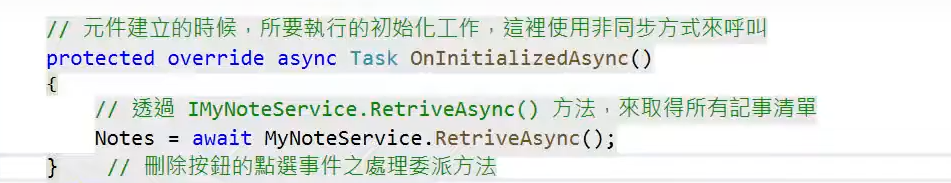 // 元件建立的時候，所要執行的初始化工作，這裡使用非同步方式來呼叫
protected override async Task OnInitializedAsync()
{
// 透過 IMyNoteService.RetriveAsync() 方法，來取得所有記事清單
Notes = await MyNoteService.RetriveAsync();
} // 刪除按鈕的點選事件之處理委派方法